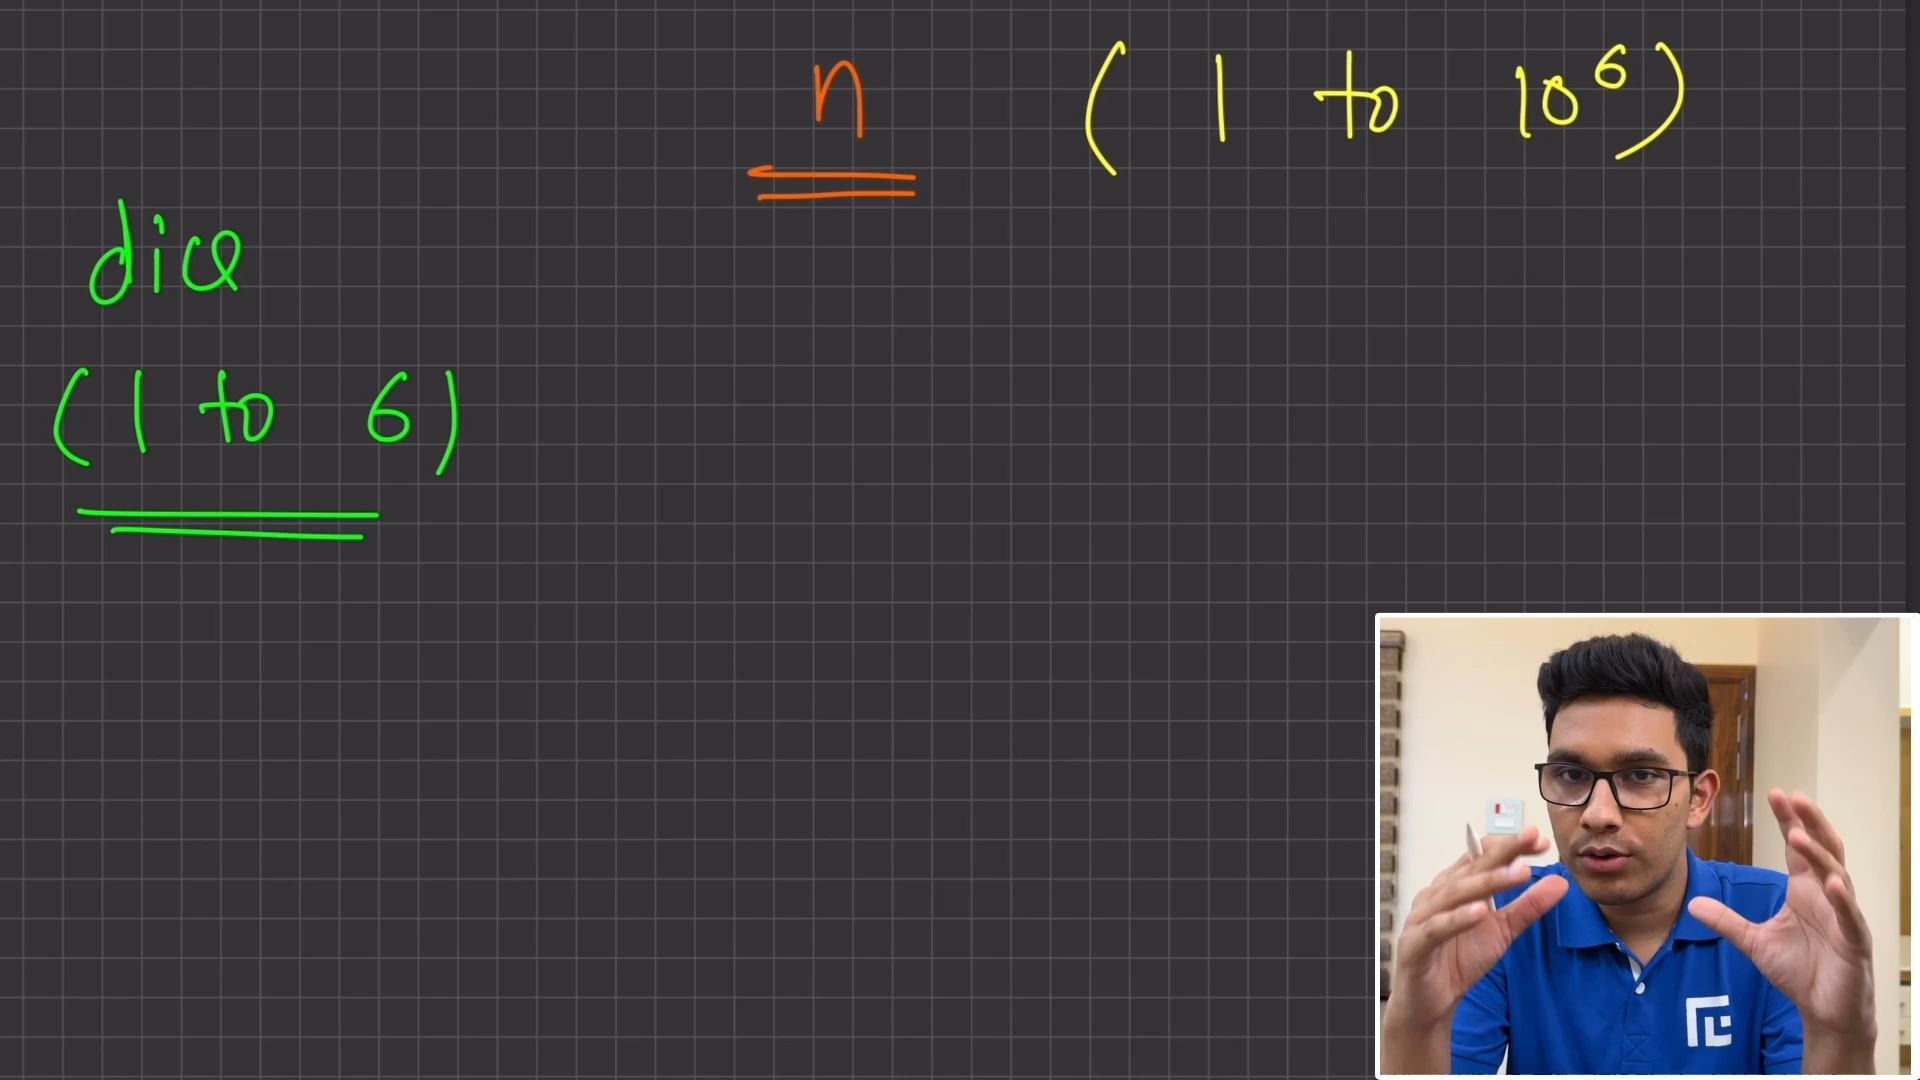 n ( 1 to 10⁶ )
dice
( 1 to 6 )